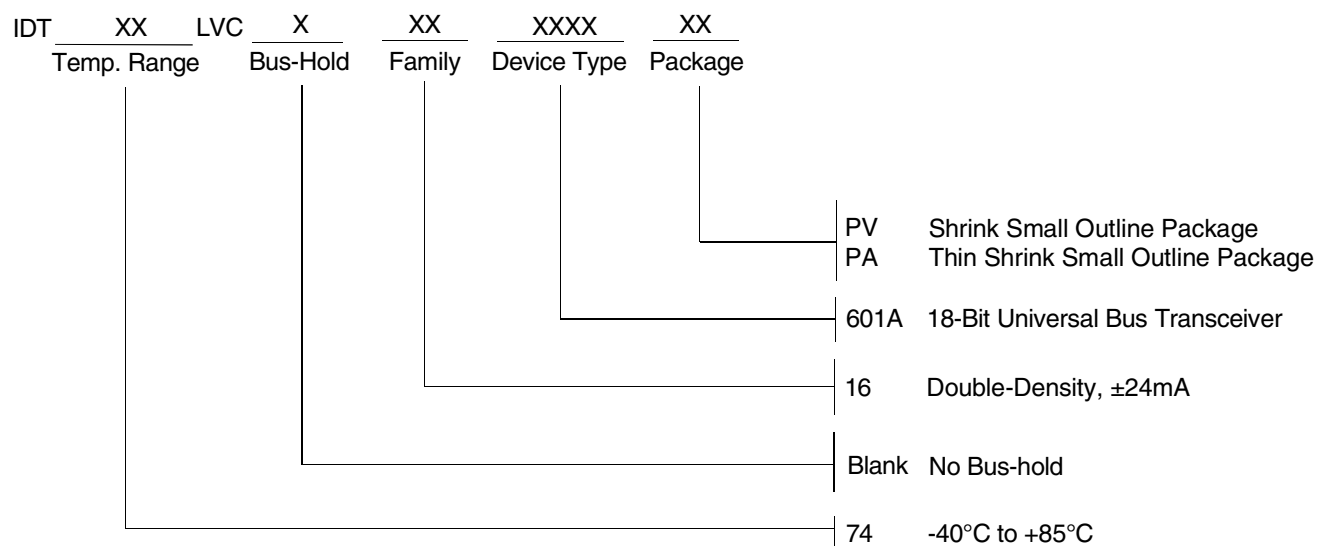 IDT XX LVC X XX XXXX XX
Temp. Range Bus-Hold Family Device Type Package
PV Shrink Small Outline Package
PA Thin Shrink Small Outline Package
601A 18-Bit Universal Bus Transceiver
16 Double-Density, ±24mA
Blank No Bus-hold
74 -40°C to +85°C